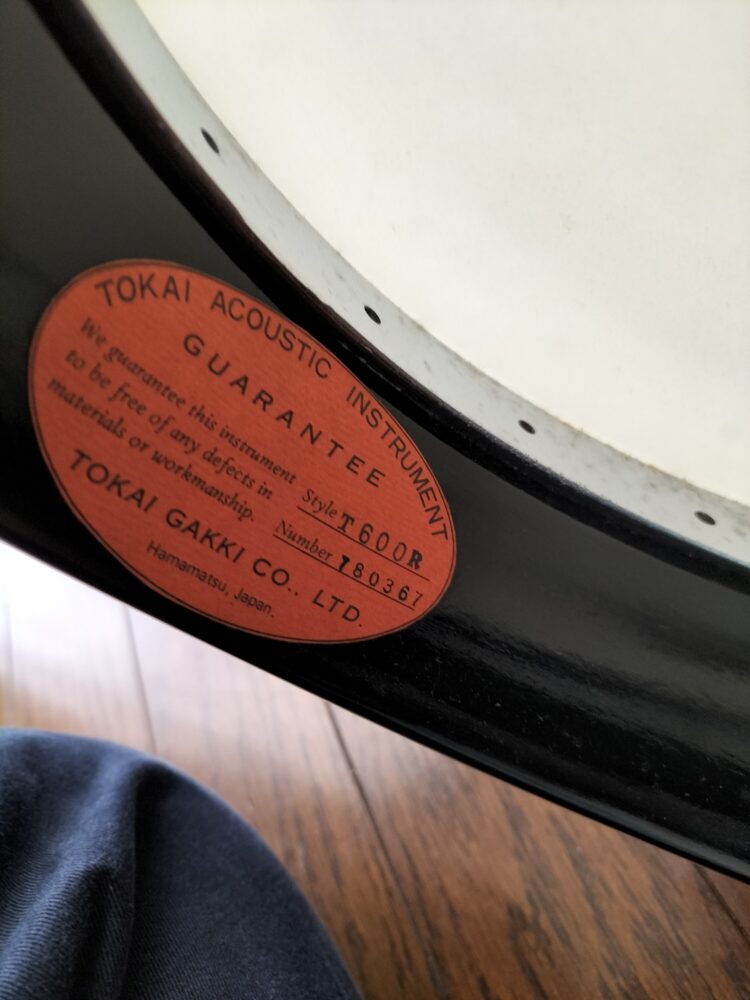 TOKAI ACOUSTIC INSTRUMENT
GUARANTEE
We guarantee this instrument
to be free of any defects in
materials or workmanship.
Style T600R
Number 780367
TOKAI GAKKI CO., LTD.
Hamamatsu, Japan.